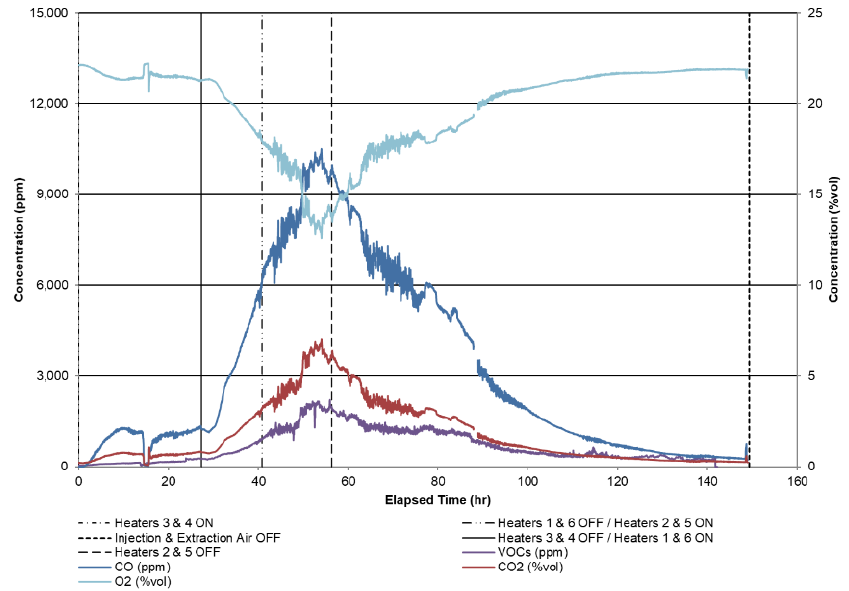 15,000
12,000
9,000
6,000
3,000
0
Concentration (ppm)
25
20
15
10
5
0
Concentration (%vol)
0 20 40 60 80 100 120 140 160
Elapsed Time (hr)
Heaters 3 & 4 ON
Heaters 1 & 6 OFF / Heaters 2 & 5 ON
Injection & Extraction Air OFF
Heaters 3 & 4 OFF / Heaters 1 & 6 ON
Heaters 2 & 5 OFF
VOCs (ppm)
CO (ppm)
CO2 (%vol)
O2 (%vol)